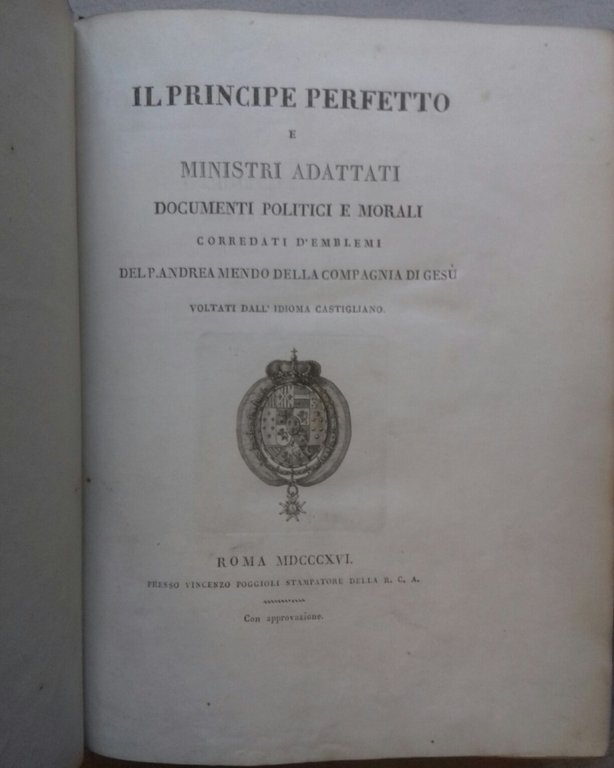 IL PRINCIPE PERFETTO
E
MINISTRI ADATTATI
DOCUMENTI POLITICI E MORALI
CORREDATI D'EMBLEMI
DEL P. ANDREA MENDO DELLA COMPAGNIA DI GESÙ
VOLTATI DALL' IDIOMA CASTIGLIANO.
ROMA MDCCCXVI.
PRESSO VINCENZO POGGIOLI STAMPATORE DELLA R. C. A.
Con approvazione.